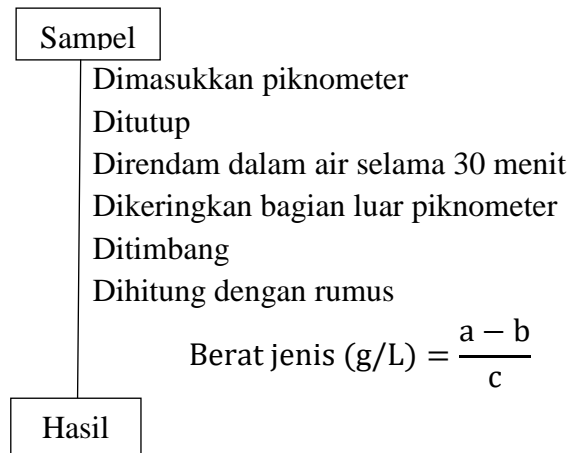 Sampel
Dimasukkan piknometer
Ditutup
Direndam dalam air selama 30 menit
Dikeringkan bagian luar piknometer
Ditimbang
Dihitung dengan rumus
Berat jenis (g/L) = \frac{a − b}{c}
Hasil